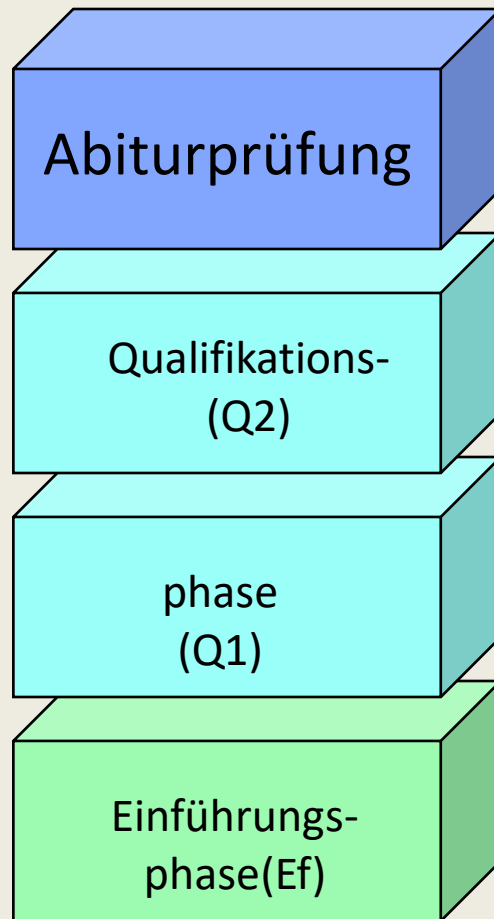 Abiturprüfung
Qualifikations-
(Q2)
phase
(Q1)
Einführungs-
phase(Ef)